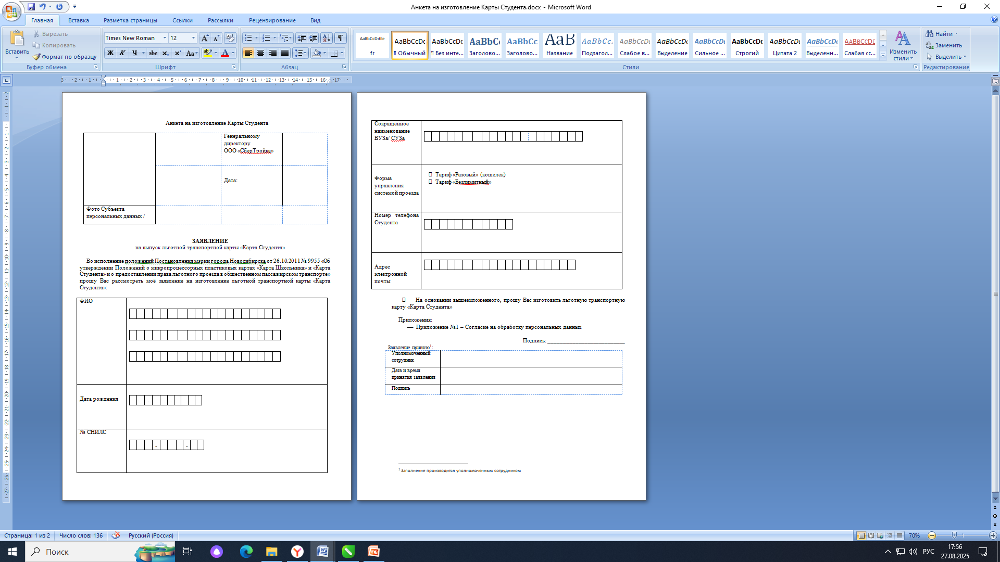 Анкета на изготовление Карты Студента.docx - Microsoft Word
Главная
Вставка
Разметка страницы
Ссылки
Рассылки
Рецензирование
Вид
Вставить
Вырезать
Копировать
Формат по образцу
Буфер обмена
Times New Roman
12
Ж К Ч abc x₂ x² Aa
Шрифт
Абзац
AaBbCcDdEe
fr
AaBbCcDc
¶ Обычный
AaBbCcDc
¶ Без инте...
AaBbC
Заголово...
AaBbCc
Заголово...
AaB
Название
AaBbCc.
Подзагол...
AaBbCcDc
Слабое в...
AaBbCcDc
Выделение
AaBbCcDc
Сильное ...
AaBbCcDc
Строгий
AaBbCcDc
Цитата 2
AaBbCcDc
Выделенн...
AaBbCcDc
Слабая сс...
Изменить стили
Стили
Найти
Заменить
Выделить
Редактирование
Анкета на изготовление Карты Студента
Генеральному
директору
ООО «СберТройка»
Дата:
Фото Субъекта
персональных данных /
ЗАЯВЛЕНИЕ
на выпуск льготной транспортной карты «Карта Студента»
Во исполнение положений Постановления мэрии города Новосибирска от 26.10.2011 № 9955 «Об
утверждении Положений о микропроцессорных пластиковых картах «Карта Школьника» и «Карта
Студента» и о предоставлении права льготного проезда в общественном пассажирском транспорте»
прошу Вас рассмотреть моё заявление на изготовление льготной транспортной карты «Карта
Студента»:
ФИО
Дата рождения
. .
№ СНИЛС
- -
Сокращённое
наименование
ВУЗа/ СУЗа
Форма
управления
системой проезда
Тариф «Разовый» (кошелёк)
Тариф «Безлимитный»
Номер телефона
Студента
Адрес
электронной
почты
На основании вышеизложенного, прошу Вас изготовить льготную транспортную
карту «Карта Студента»
Приложения:
— Приложение №1 – Согласие на обработку персональных данных
Подпись: ___________________________
Заявление принято¹:
Уполномоченный
сотрудник
Дата и время
принятия заявления
Подпись
¹ Заполнение производится уполномоченным сотрудником
Страница: 1 из 2
Число слов: 136
Русский (Россия)
70%
Поиск
РУС
17:56
27.08.2025